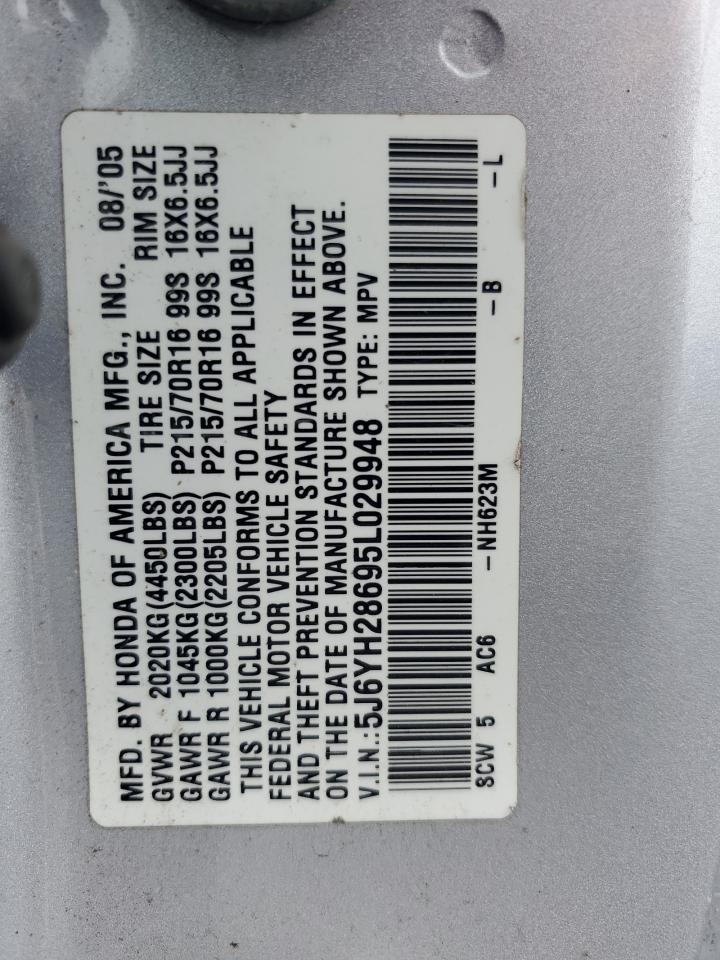 MFD. BY HONDA OF AMERICA MFG., INC. 08/'05
GVWR 2020KG(4450LBS) TIRE SIZE RIM SIZE
GAWR F 1045KG(2300LBS) P215/70R16 99S 16X6.5JJ
GAWR R 1000KG(2205LBS) P215/70R16 99S 16X6.5JJ
THIS VEHICLE CONFORMS TO ALL APPLICABLE
FEDERAL MOTOR VEHICLE SAFETY
AND THEFT PREVENTION STANDARDS IN EFFECT
ON THE DATE OF MANUFACTURE SHOWN ABOVE.
V.I.N.: 5J6YH28695L029948 TYPE: MPV
SCW 5 AC6 -NH623M -B -L